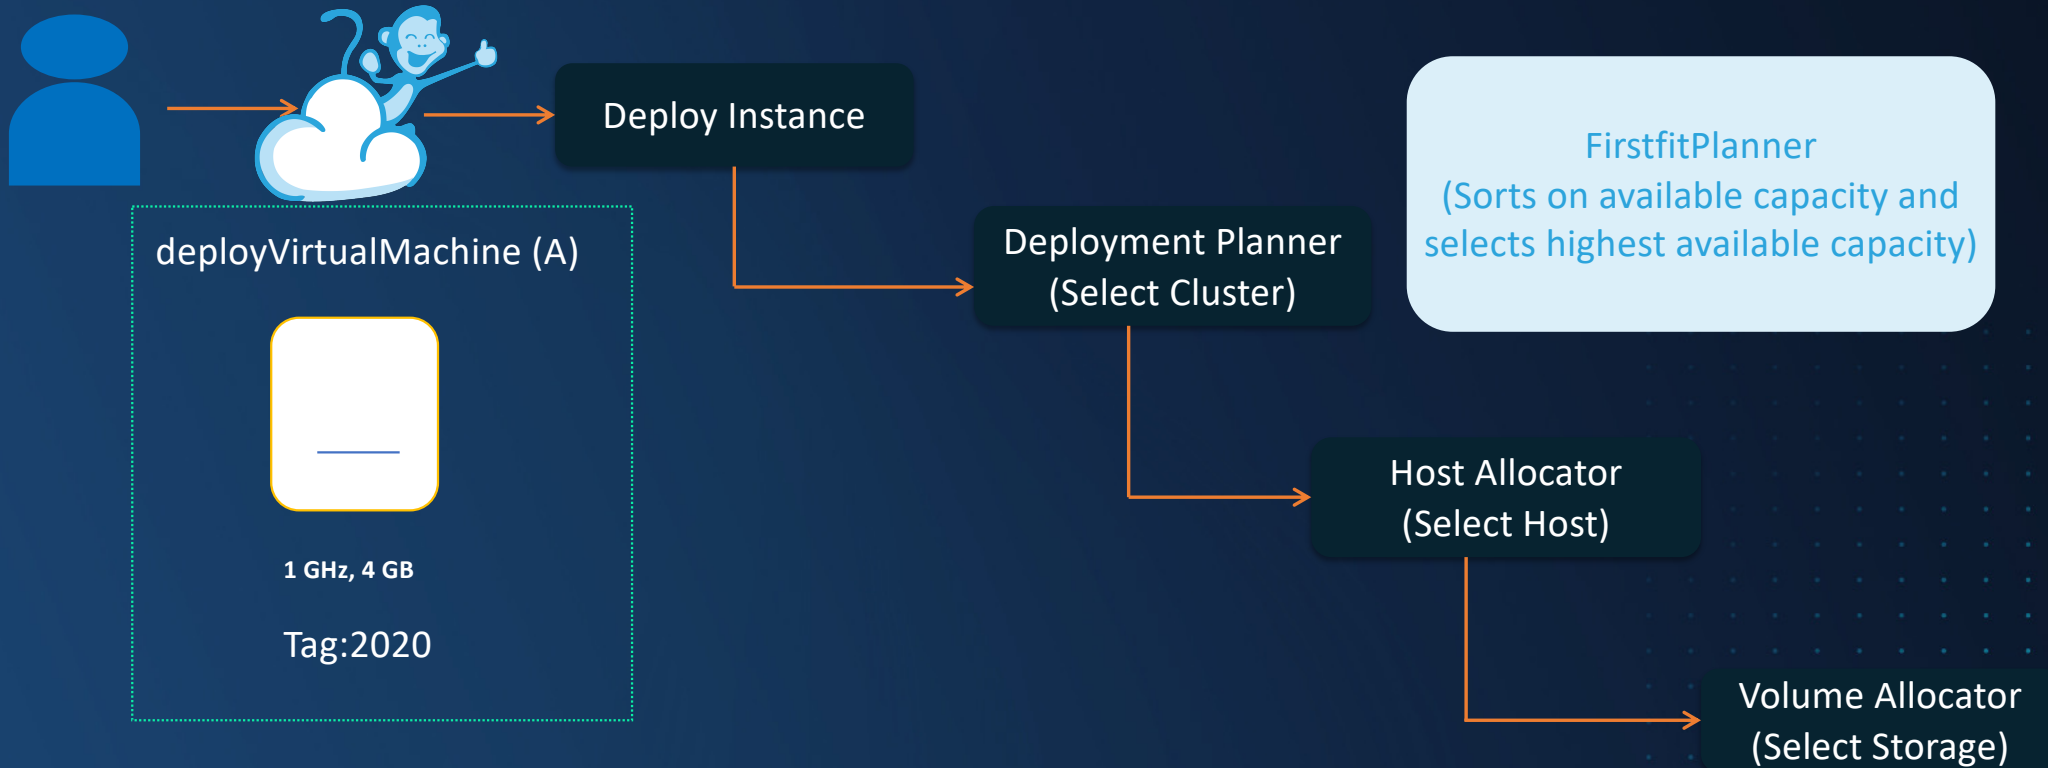 Deploy Instance
deployVirtualMachine (A)
1 GHz, 4 GB
Tag:2020
Deployment Planner
(Select Cluster)
FirstfitPlanner
(Sorts on available capacity and
selects highest available capacity)
Host Allocator
(Select Host)
Volume Allocator
(Select Storage)